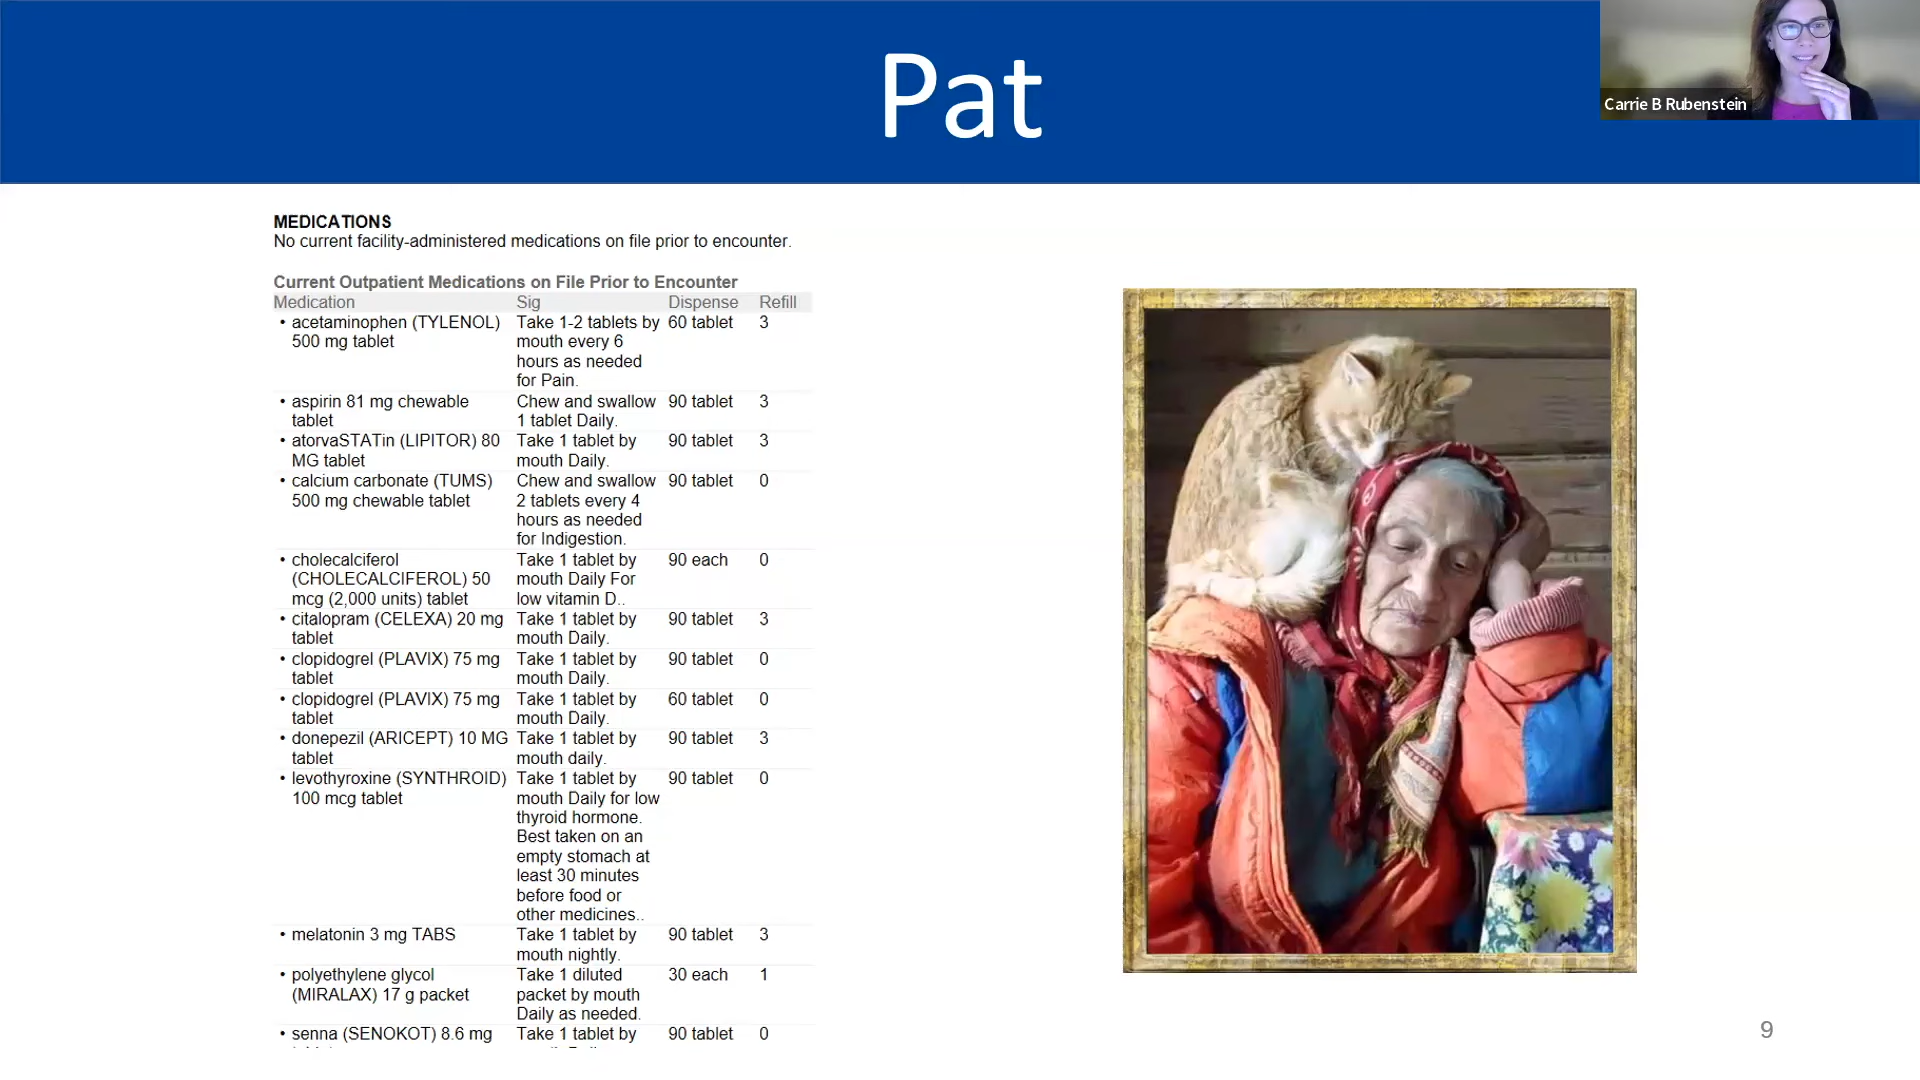 Pat
Carrie B Rubenstein
MEDICATIONS
No current facility-administered medications on file prior to encounter.
Current Outpatient Medications on File Prior to Encounter
Medication Sig Dispense Refill
• acetaminophen (TYLENOL) Take 1-2 tablets by 60 tablet 3
500 mg tablet mouth every 6
hours as needed
for Pain.
• aspirin 81 mg chewable Chew and swallow 90 tablet 3
tablet 1 tablet Daily.
• atorvaSTATin (LIPITOR) 80 Take 1 tablet by 90 tablet 3
MG tablet mouth Daily.
• calcium carbonate (TUMS) Chew and swallow 90 tablet 0
500 mg chewable tablet 2 tablets every 4
hours as needed
for Indigestion.
• cholecalciferol Take 1 tablet by 90 each 0
(CHOLECALCIFEROL) 50 mouth Daily For
mcg (2,000 units) tablet low vitamin D..
• citalopram (CELEXA) 20 mg Take 1 tablet by 90 tablet 3
tablet mouth Daily.
• clopidogrel (PLAVIX) 75 mg Take 1 tablet by 90 tablet 0
tablet mouth Daily.
• clopidogrel (PLAVIX) 75 mg Take 1 tablet by 60 tablet 0
tablet mouth Daily.
• donepezil (ARICEPT) 10 MG Take 1 tablet by 90 tablet 3
tablet mouth daily.
• levothyroxine (SYNTHROID) Take 1 tablet by 90 tablet 0
100 mcg tablet mouth Daily for low
thyroid hormone.
Best taken on an
empty stomach at
least 30 minutes
before food or
other medicines..
• melatonin 3 mg TABS Take 1 tablet by 90 tablet 3
mouth nightly.
• polyethylene glycol Take 1 diluted 30 each 1
(MIRALAX) 17 g packet packet by mouth
Daily as needed.
• senna (SENOKOT) 8.6 mg Take 1 tablet by 90 tablet 0
9